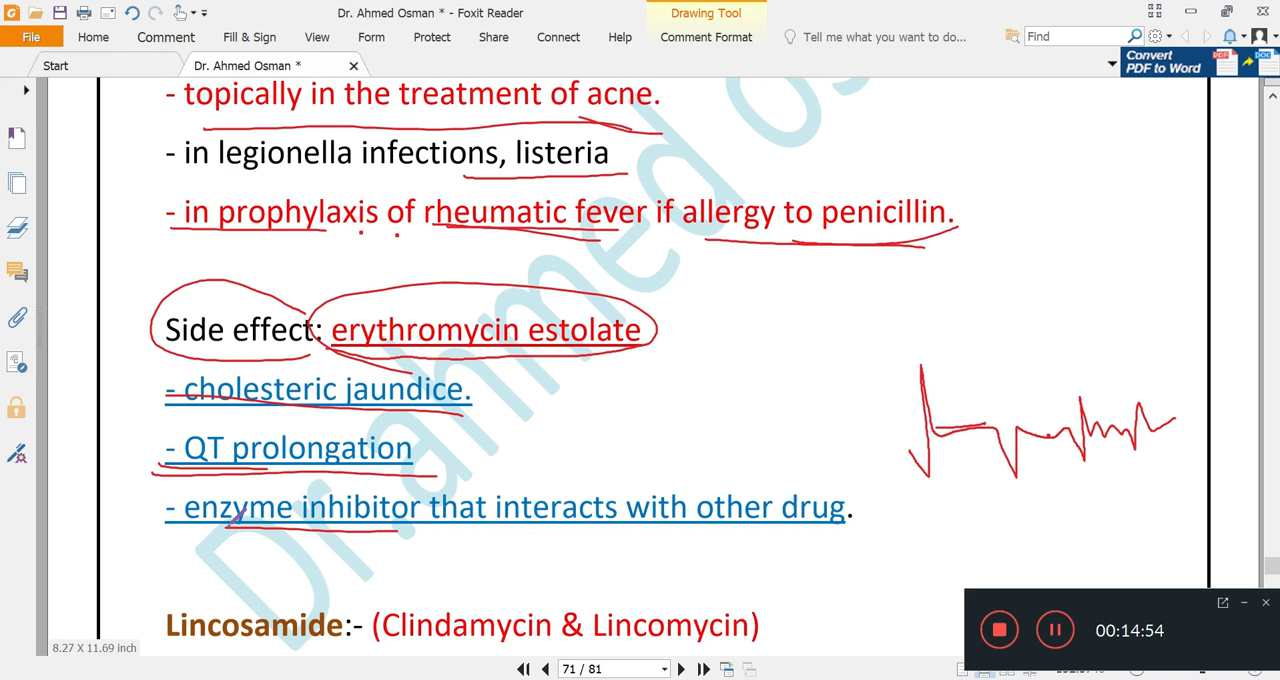 Dr. Ahmed Osman * - Foxit Reader
Drawing Tool
File Home Comment Fill & Sign View Form Protect Share Connect Help Comment Format Tell me what you want to do... Find
Start Dr. Ahmed Osman *
Convert
PDF to Word
- topically in the treatment of acne.
- in legionella infections, listeria
- in prophylaxis of rheumatic fever if allergy to penicillin.
Side effect: erythromycin estolate
- cholesteric jaundice.
- QT prolongation
- enzyme inhibitor that interacts with other drug.
Lincosamide:- (Clindamycin & Lincomycin)
Dr. ahmed os
00:14:54
8.27 X 11.69 inch
71 / 81